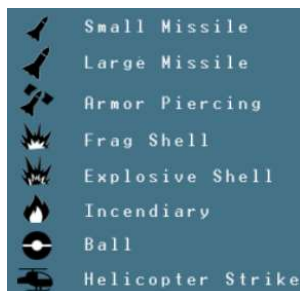 Small Missile
Large Missile
Armor Piercing
Frag Shell
Explosive Shell
Incendiary
Ball
Helicopter Strike